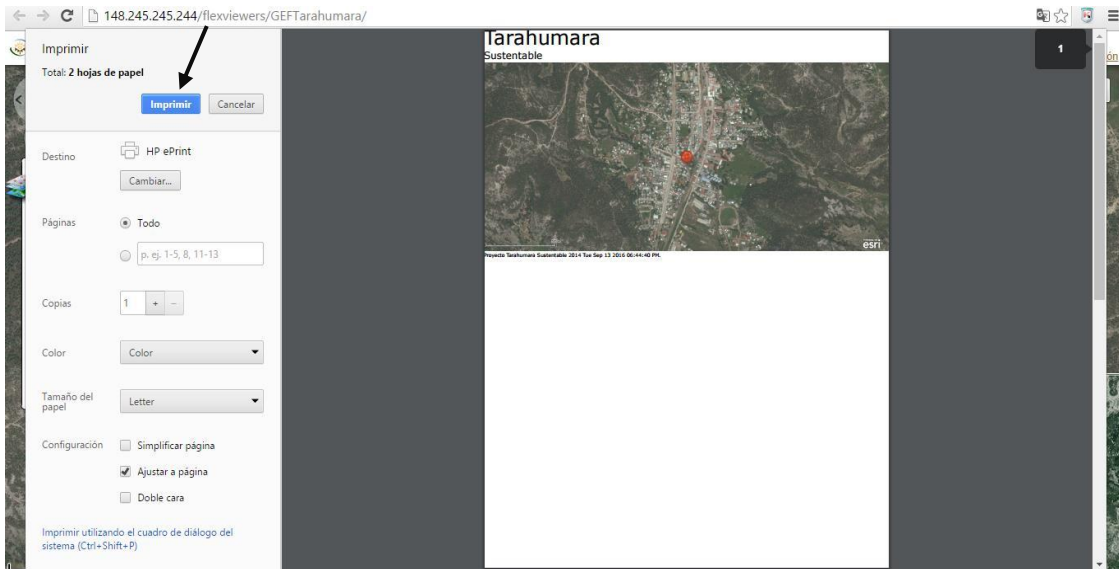 148.245.245.244/flexviewers/GEFTarahumara/
Imprimir
Total: 2 hojas de papel
Imprimir Cancelar
Destino HP ePrint
Cambiar...
Páginas Todo
p. ej. 1-5, 8, 11-13
Copias 1 + −
Color Color
Tamaño del
papel
Letter
Configuración Simplificar página
Ajustar a página
Doble cara
Imprimir utilizando el cuadro de diálogo del
sistema (Ctrl+Shift+P)
Tarahumara
Sustentable
esri
Proyecto Tarahumara Sustentable 2014 Tue Sep 13 2016 06:44:40 PM.
1
ón